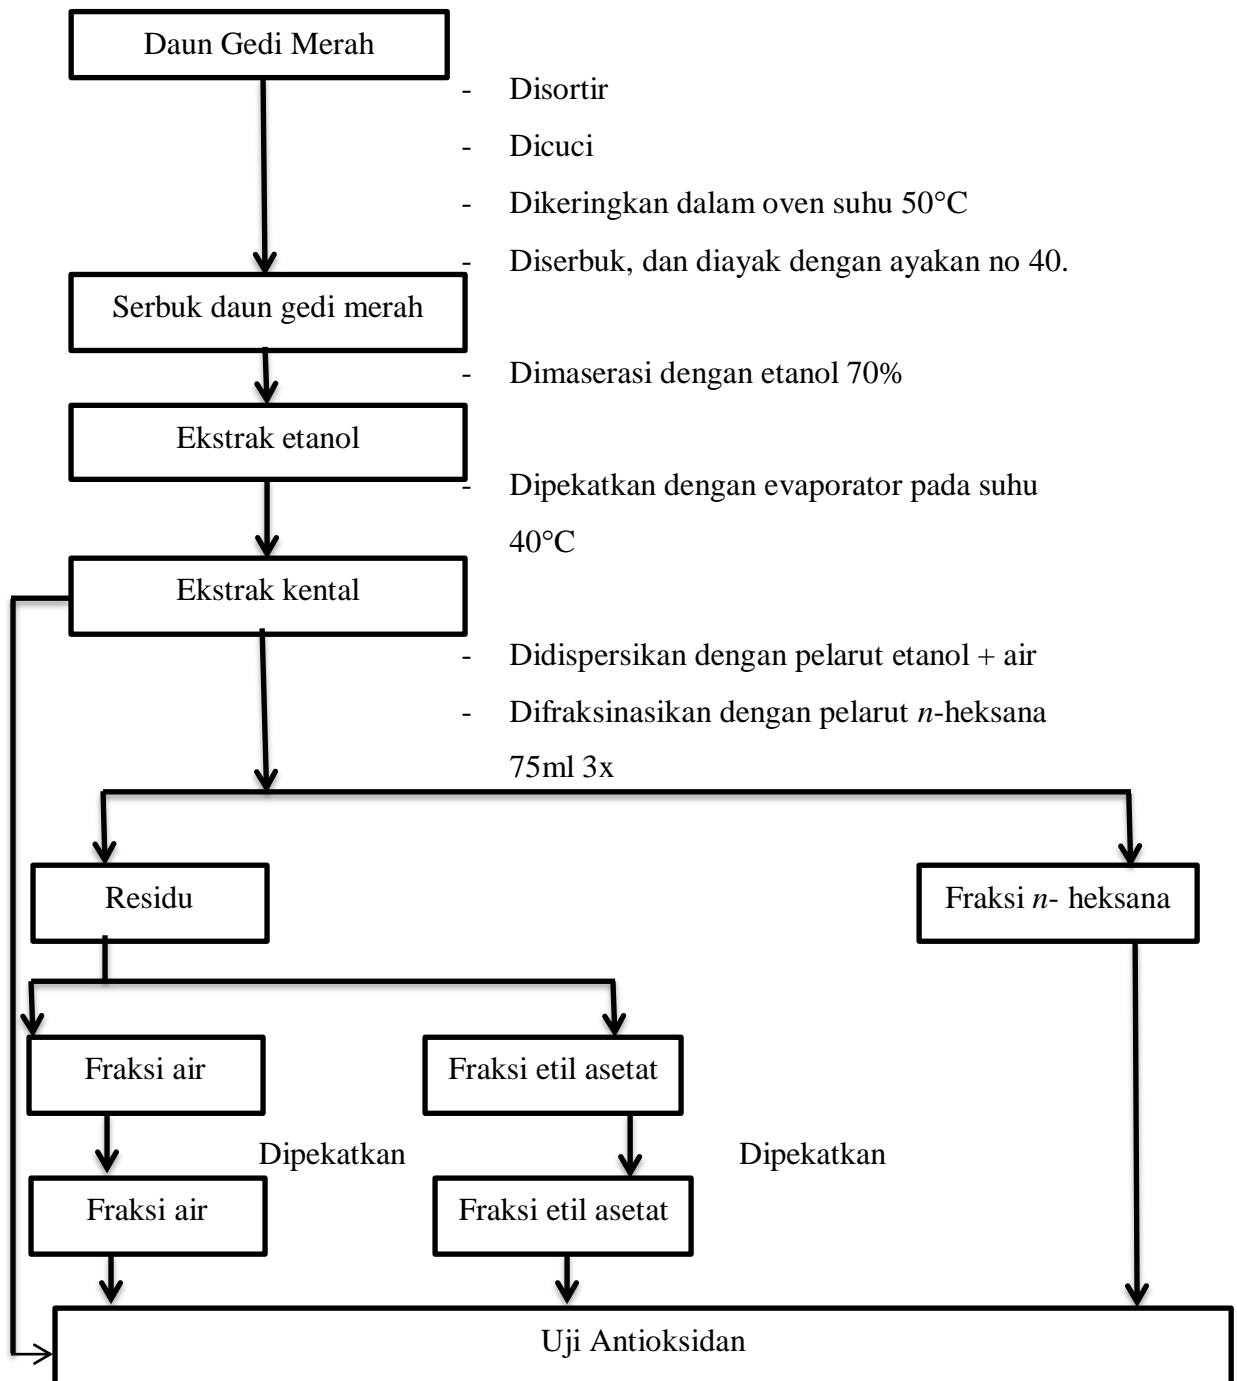 Daun Gedi Merah
- Disortir
- Dicuci
- Dikeringkan dalam oven suhu 50°C
- Diserbuk, dan diayak dengan ayakan no 40.
Serbuk daun gedi merah
- Dimaserasi dengan etanol 70%
Ekstrak etanol
- Dipekatkan dengan evaporator pada suhu
40°C
Ekstrak kental
- Didispersikan dengan pelarut etanol + air
- Difraksinasikan dengan pelarut n-heksana
75ml 3x
Residu
Fraksi n- heksana
Fraksi air
Fraksi etil asetat
Dipekatkan
Dipekatkan
Fraksi air
Fraksi etil asetat
Uji Antioksidan